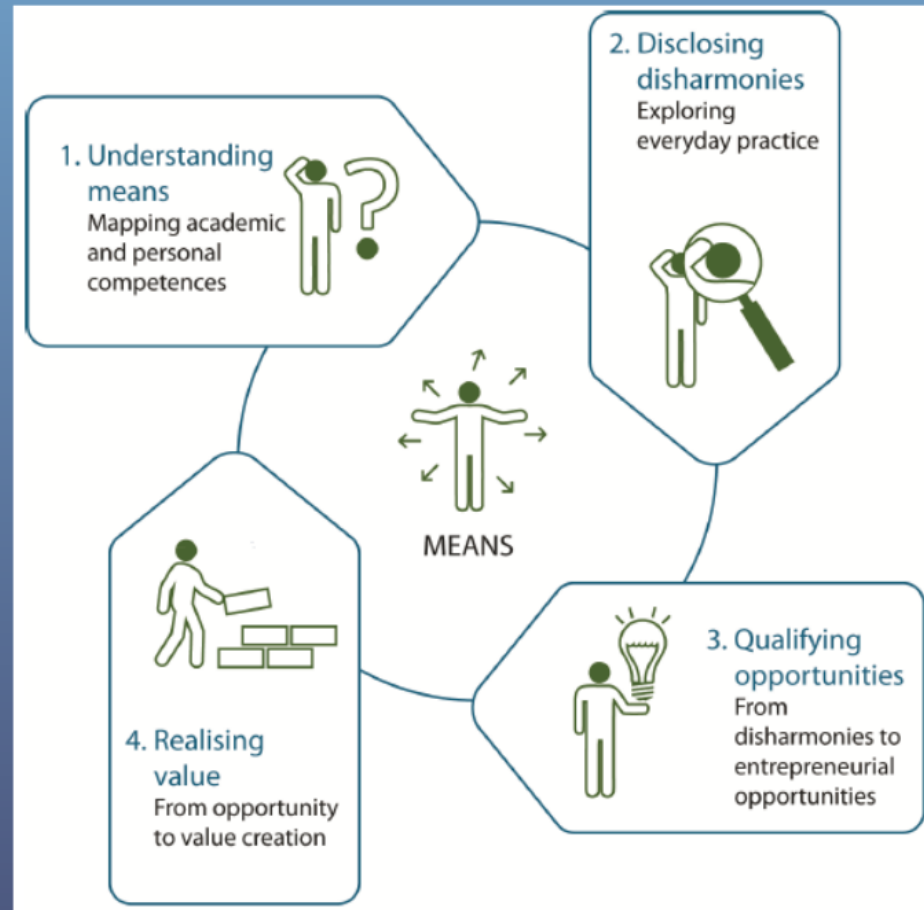 1. Understanding
means
Mapping academic
and personal
competences
2. Disclosing
disharmonies
Exploring
everyday practice
MEANS
3. Qualifying
opportunities
From
disharmonies to
entrepreneurial
opportunities
4. Realising
value
From opportunity
to value creation